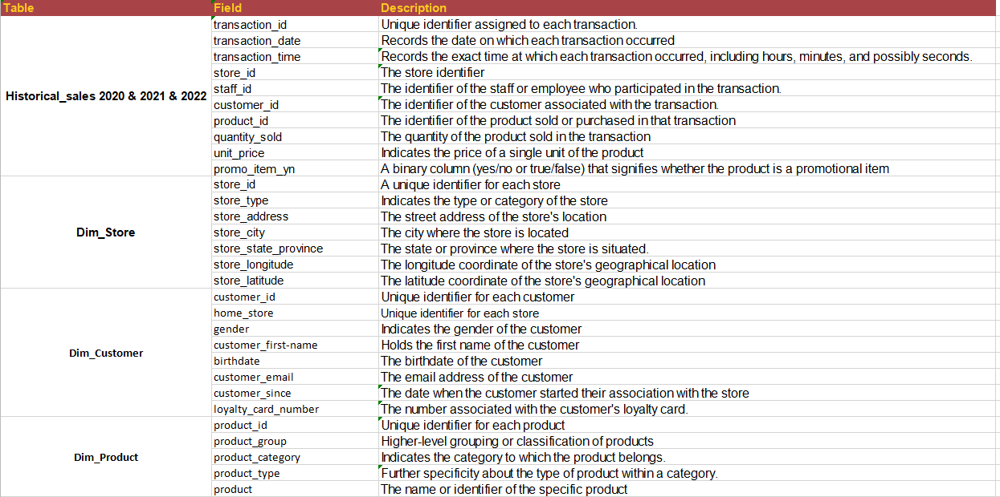 Table Field Description
transaction_id Unique identifier assigned to each transaction.
transaction_date Records the date on which each transaction occurred
transaction_time Records the exact time at which each transaction occurred, including hours, minutes, and possibly seconds.
store_id The store identifier
Historical_sales 2020 & 2021 & 2022 staff_id The identifier of the staff or employee who participated in the transaction.
customer_id The identifier of the customer associated with the transaction.
product_id The identifier of the product sold or purchased in that transaction
quantity_sold The quantity of the product sold in the transaction
unit_price Indicates the price of a single unit of the product
promo_item_yn A binary column (yes/no or true/false) that signifies whether the product is a promotional item
store_id A unique identifier for each store
store_type Indicates the type or category of the store
store_address The street address of the store's location
Dim_Store store_city The city where the store is located
store_state_province The state or province where the store is situated.
store_longitude The longitude coordinate of the store's geographical location
store_latitude The latitude coordinate of the store's geographical location
customer_id Unique identifier for each customer
home_store Unique identifier for each store
gender Indicates the gender of the customer
Dim_Customer customer_first-name Holds the first name of the customer
birthdate The birthdate of the customer
customer_email The email address of the customer
customer_since The date when the customer started their association with the store
loyalty_card_number The number associated with the customer's loyalty card.
product_id Unique identifier for each product
product_group Higher-level grouping or classification of products
Dim_Product product_category Indicates the category to which the product belongs.
product_type Further specificity about the type of product within a category.
product The name or identifier of the specific product